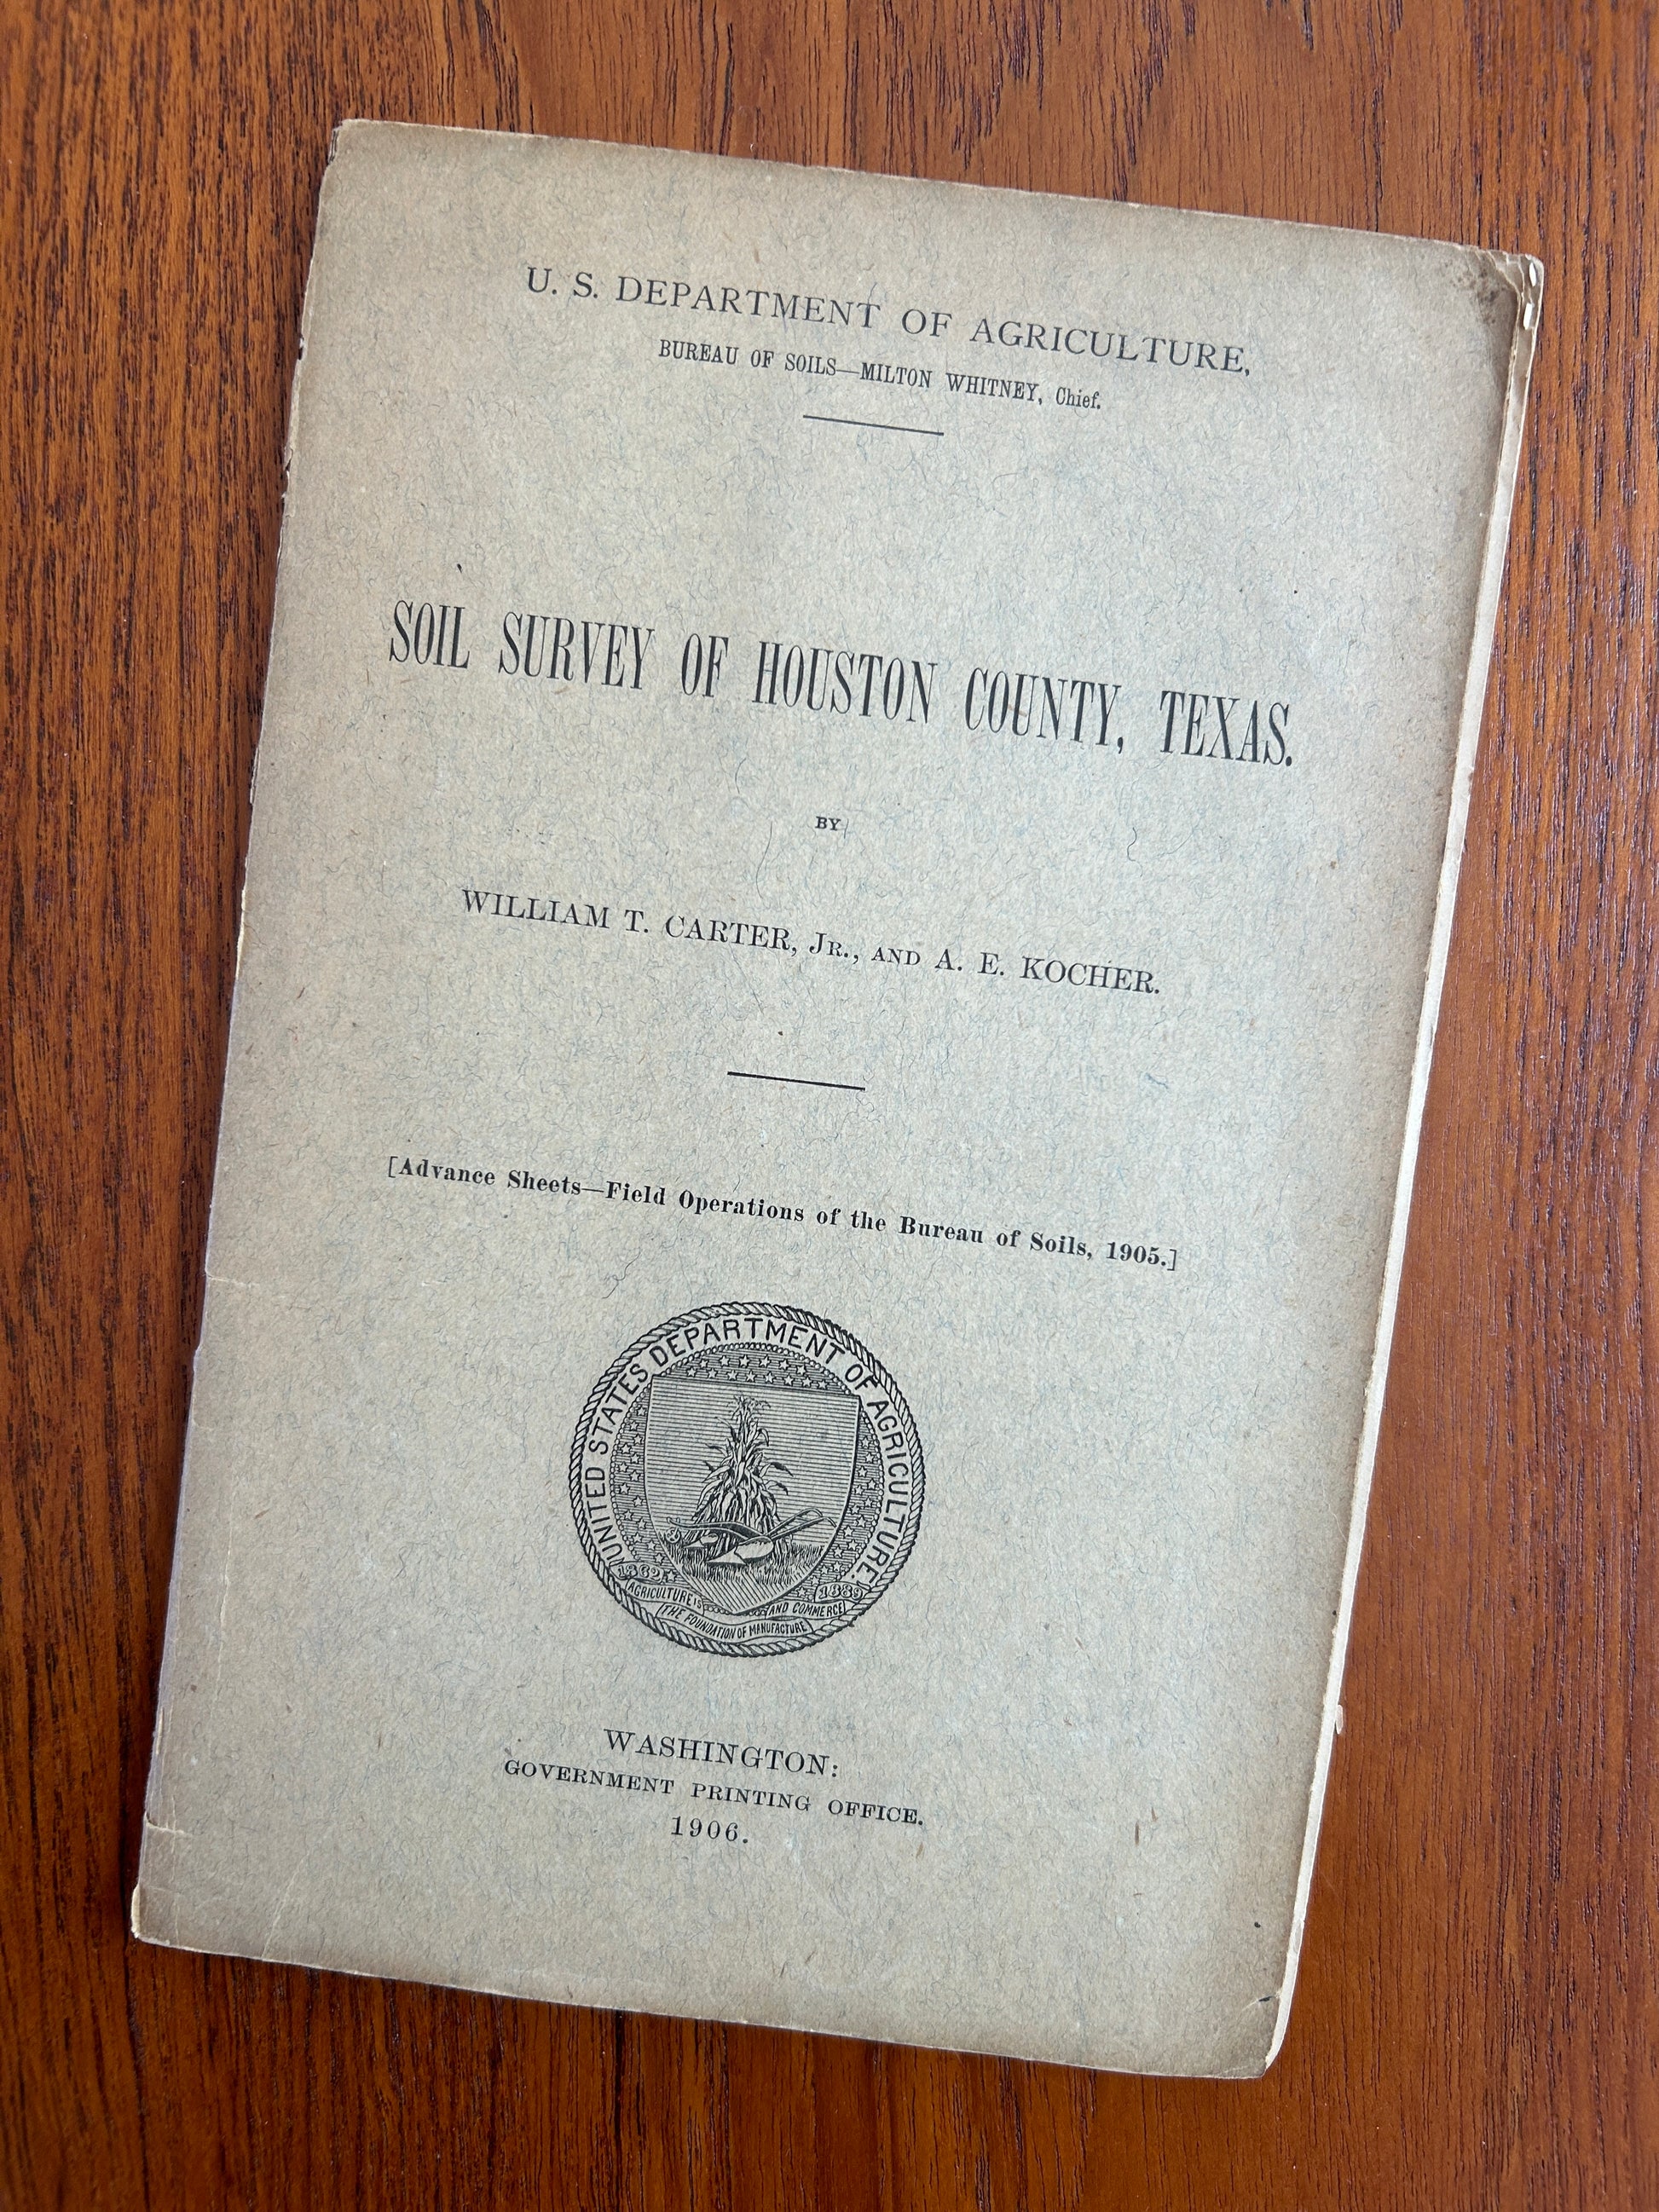 U. S. DEPARTMENT OF AGRICULTURE,
BUREAU OF SOILS—MILTON WHITNEY, Chief.
SOIL SURVEY OF HOUSTON COUNTY, TEXAS.
BY
WILLIAM T. CARTER, JR., AND A. E. KOCHER.
[Advance Sheets—Field Operations of the Bureau of Soils, 1905.]
UNITED STATES DEPARTMENT OF AGRICULTURE.
1862 1889
AGRICULTURE IS THE FOUNDATION OF MANUFACTURE AND COMMERCE
WASHINGTON:
GOVERNMENT PRINTING OFFICE.
1906.